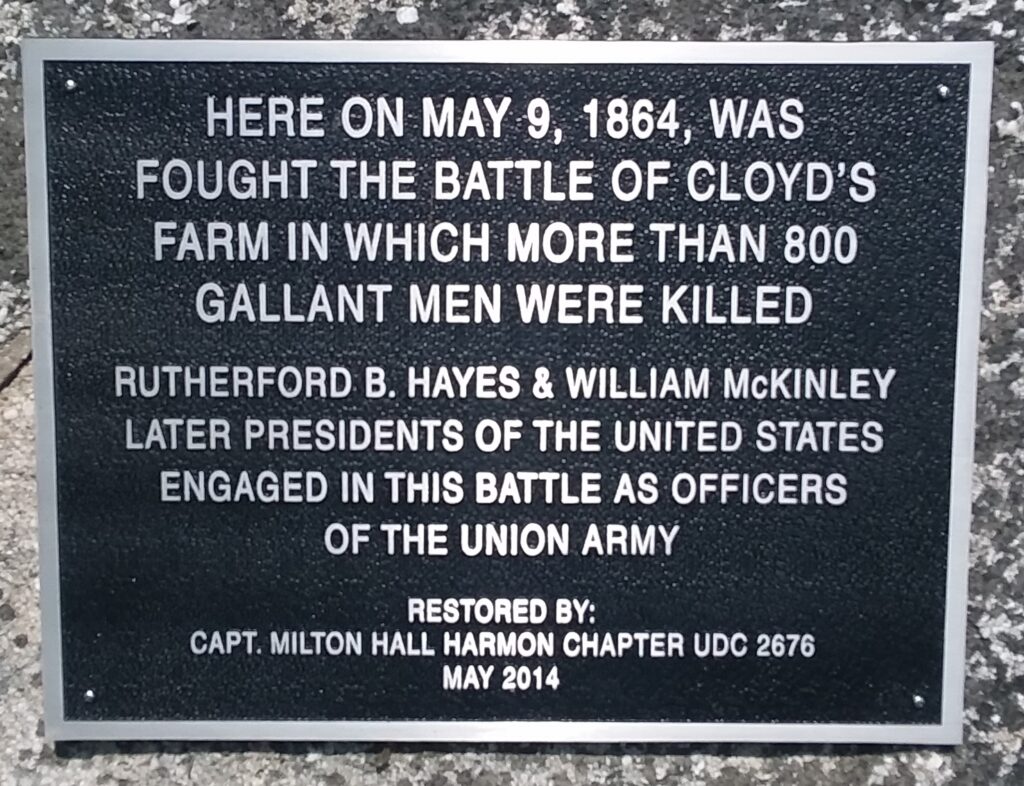 HERE ON MAY 9, 1864, WAS
FOUGHT THE BATTLE OF CLOYD'S
FARM IN WHICH MORE THAN 800
GALLANT MEN WERE KILLED
RUTHERFORD B. HAYES & WILLIAM McKINLEY
LATER PRESIDENTS OF THE UNITED STATES
ENGAGED IN THIS BATTLE AS OFFICERS
OF THE UNION ARMY
RESTORED BY:
CAPT. MILTON HALL HARMON CHAPTER UDC 2676
MAY 2014